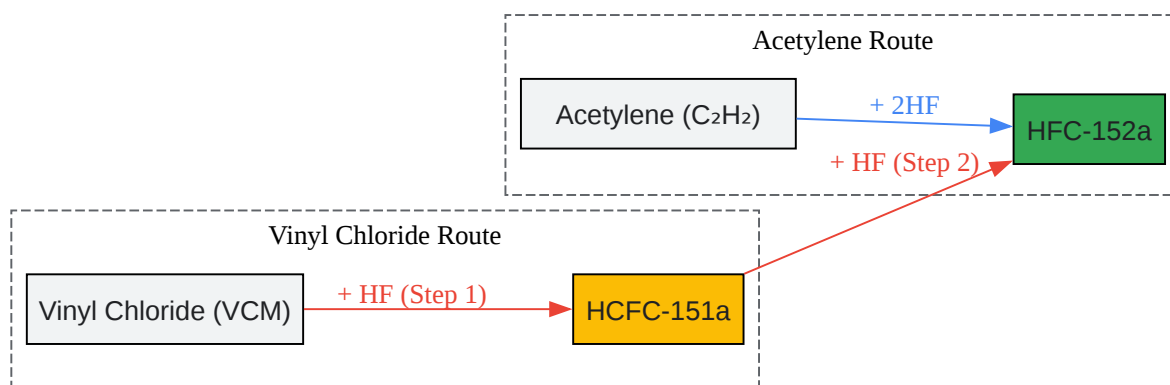 Acetylene Route
Acetylene (C₂H₂)
+ 2HF
HFC-152a
+ HF (Step 2)
Vinyl Chloride Route
Vinyl Chloride (VCM)
+ HF (Step 1)
HCFC-151a